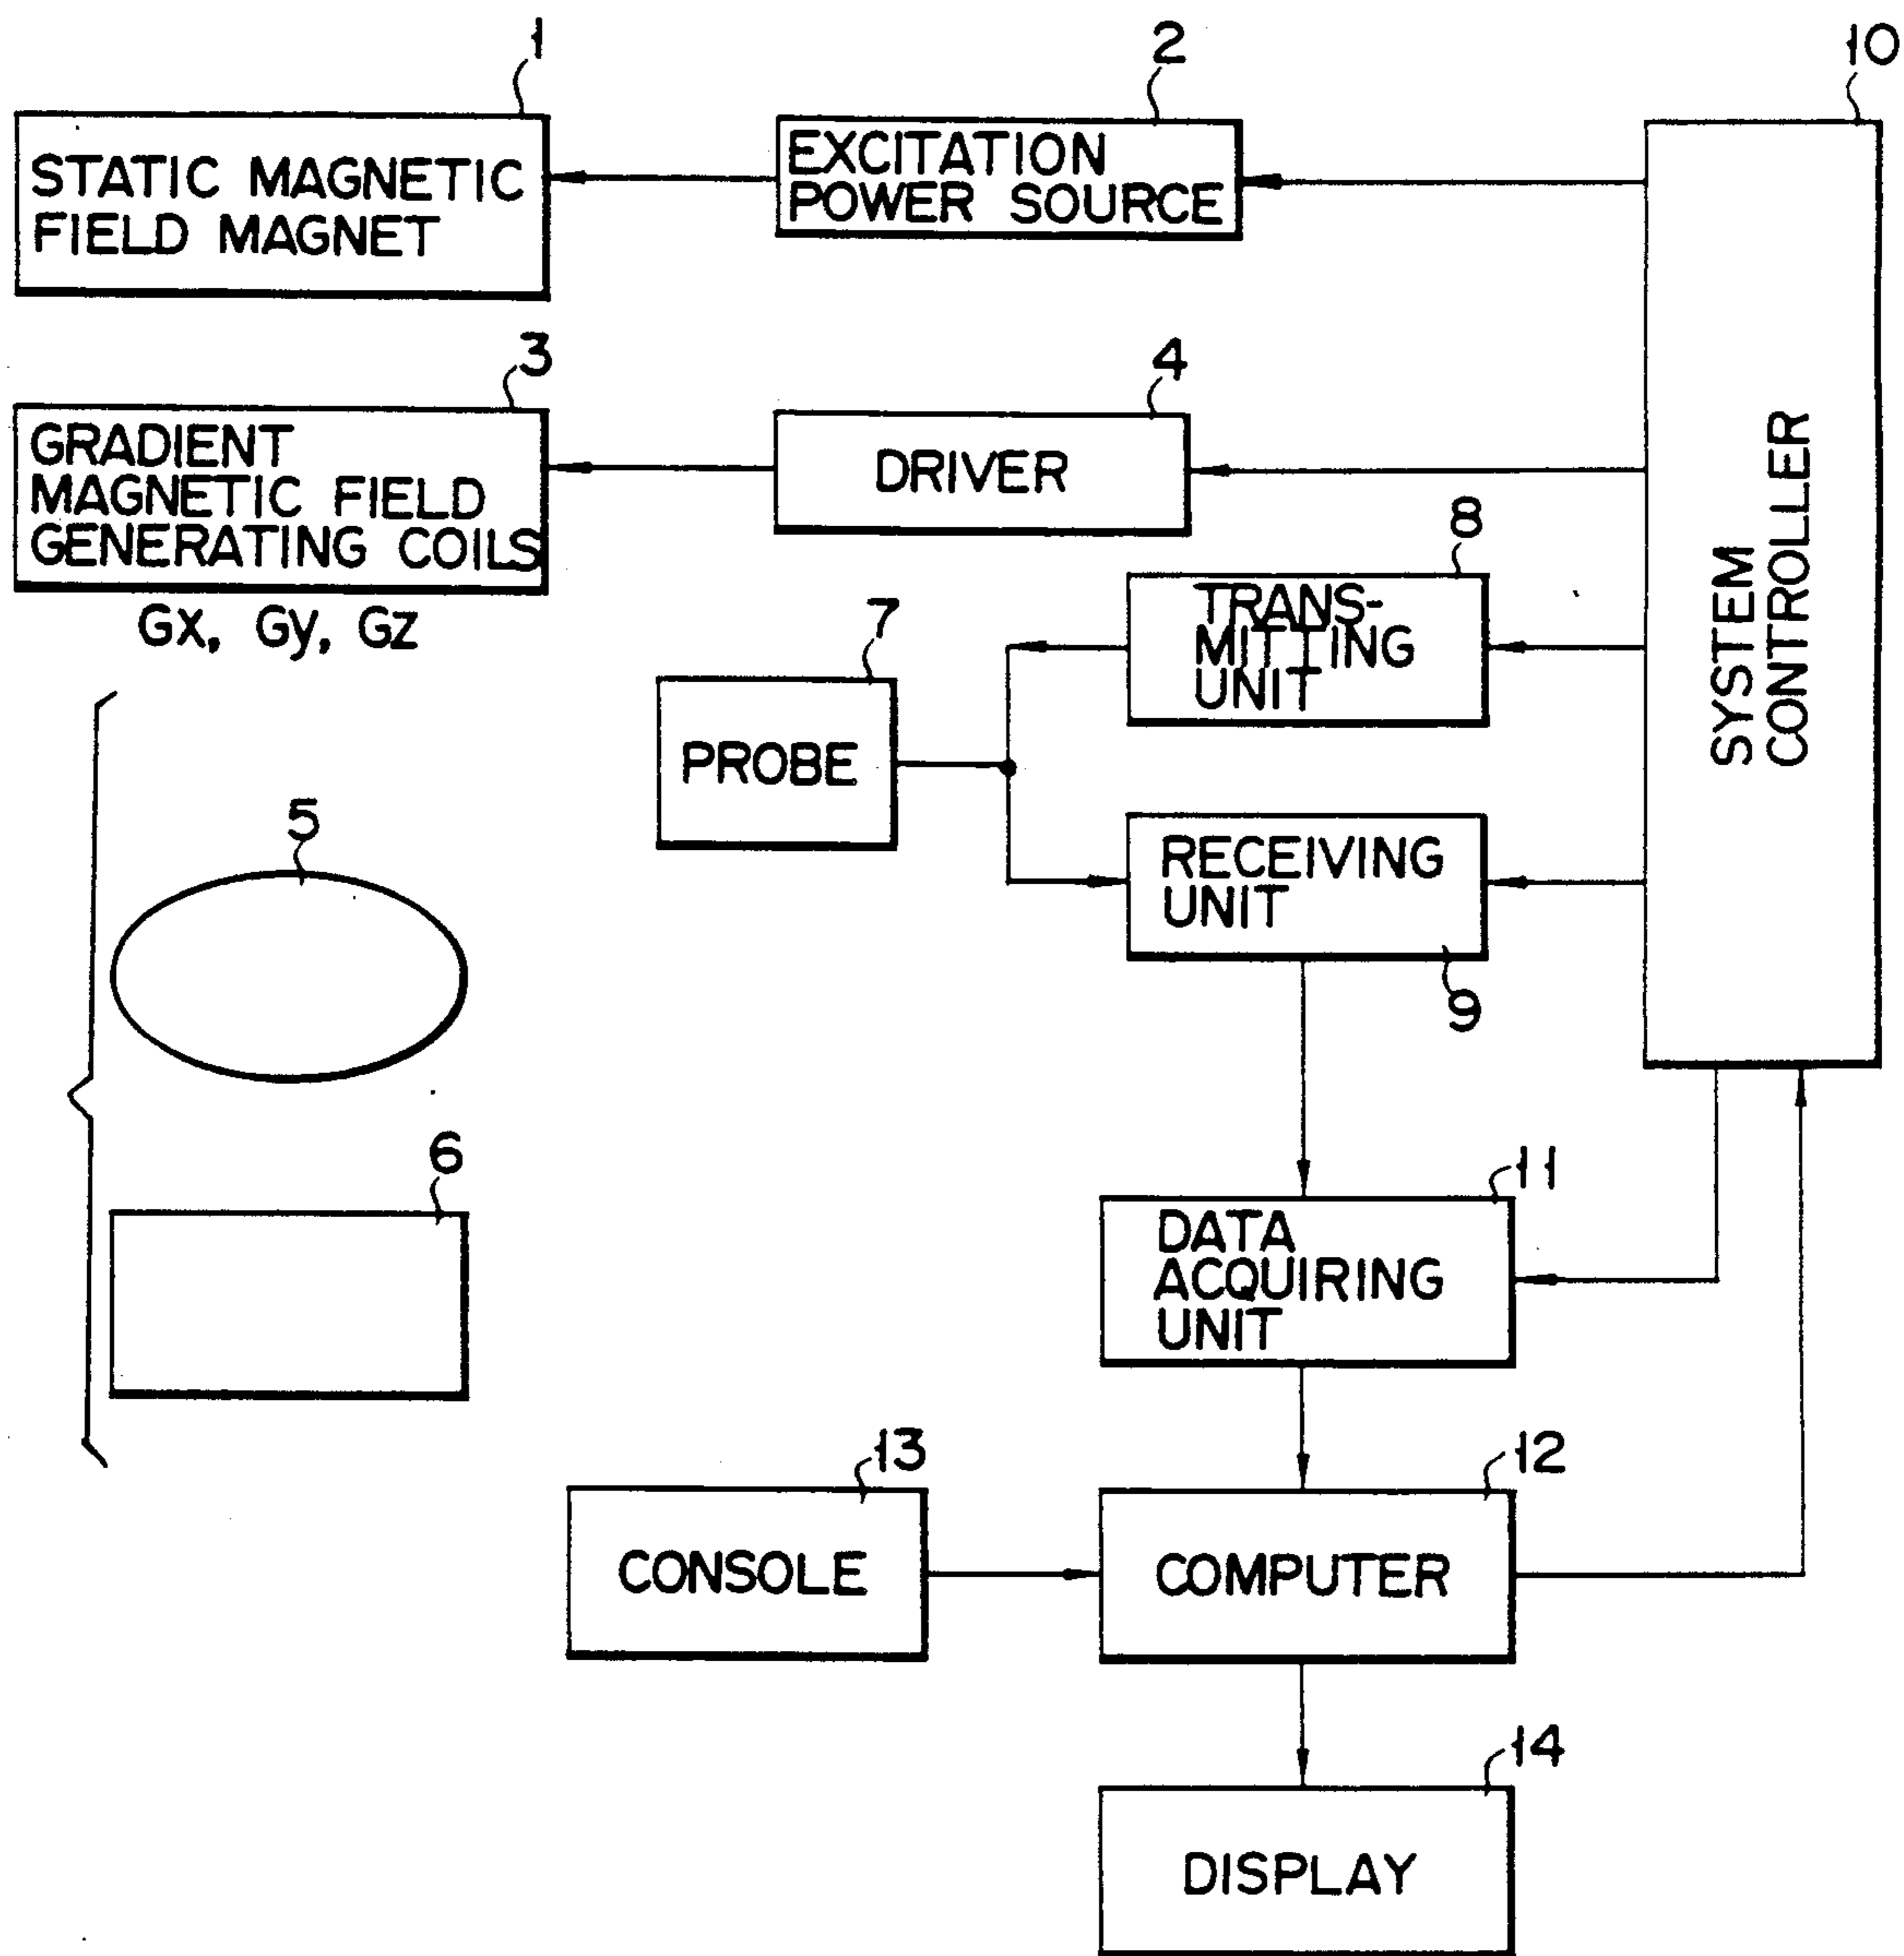 1
2
10
STATIC MAGNETIC
FIELD MAGNET
EXCITATION
POWER SOURCE
3
4
GRADIENT
MAGNETIC FIELD
GENERATING COILS
Gx, Gy, Gz
DRIVER
SYSTEM
CONTROLLER
8
TRANS-
MITTING
UNIT
7
PROBE
5
RECEIVING
UNIT
9
6
11
DATA
ACQUIRING
UNIT
13
12
CONSOLE
COMPUTER
14
DISPLAY